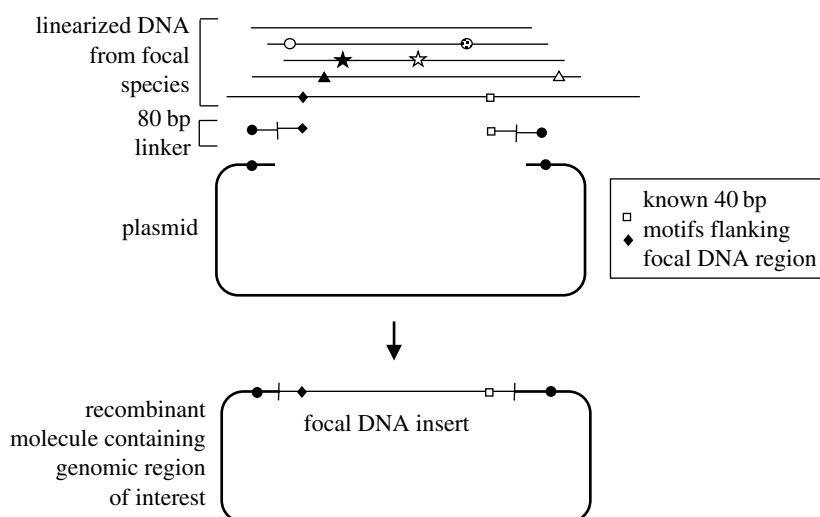 linearized DNA
from focal
species
80 bp
linker
plasmid
known 40 bp
motifs flanking
focal DNA region
recombinant
molecule containing
genomic region
of interest
focal DNA insert